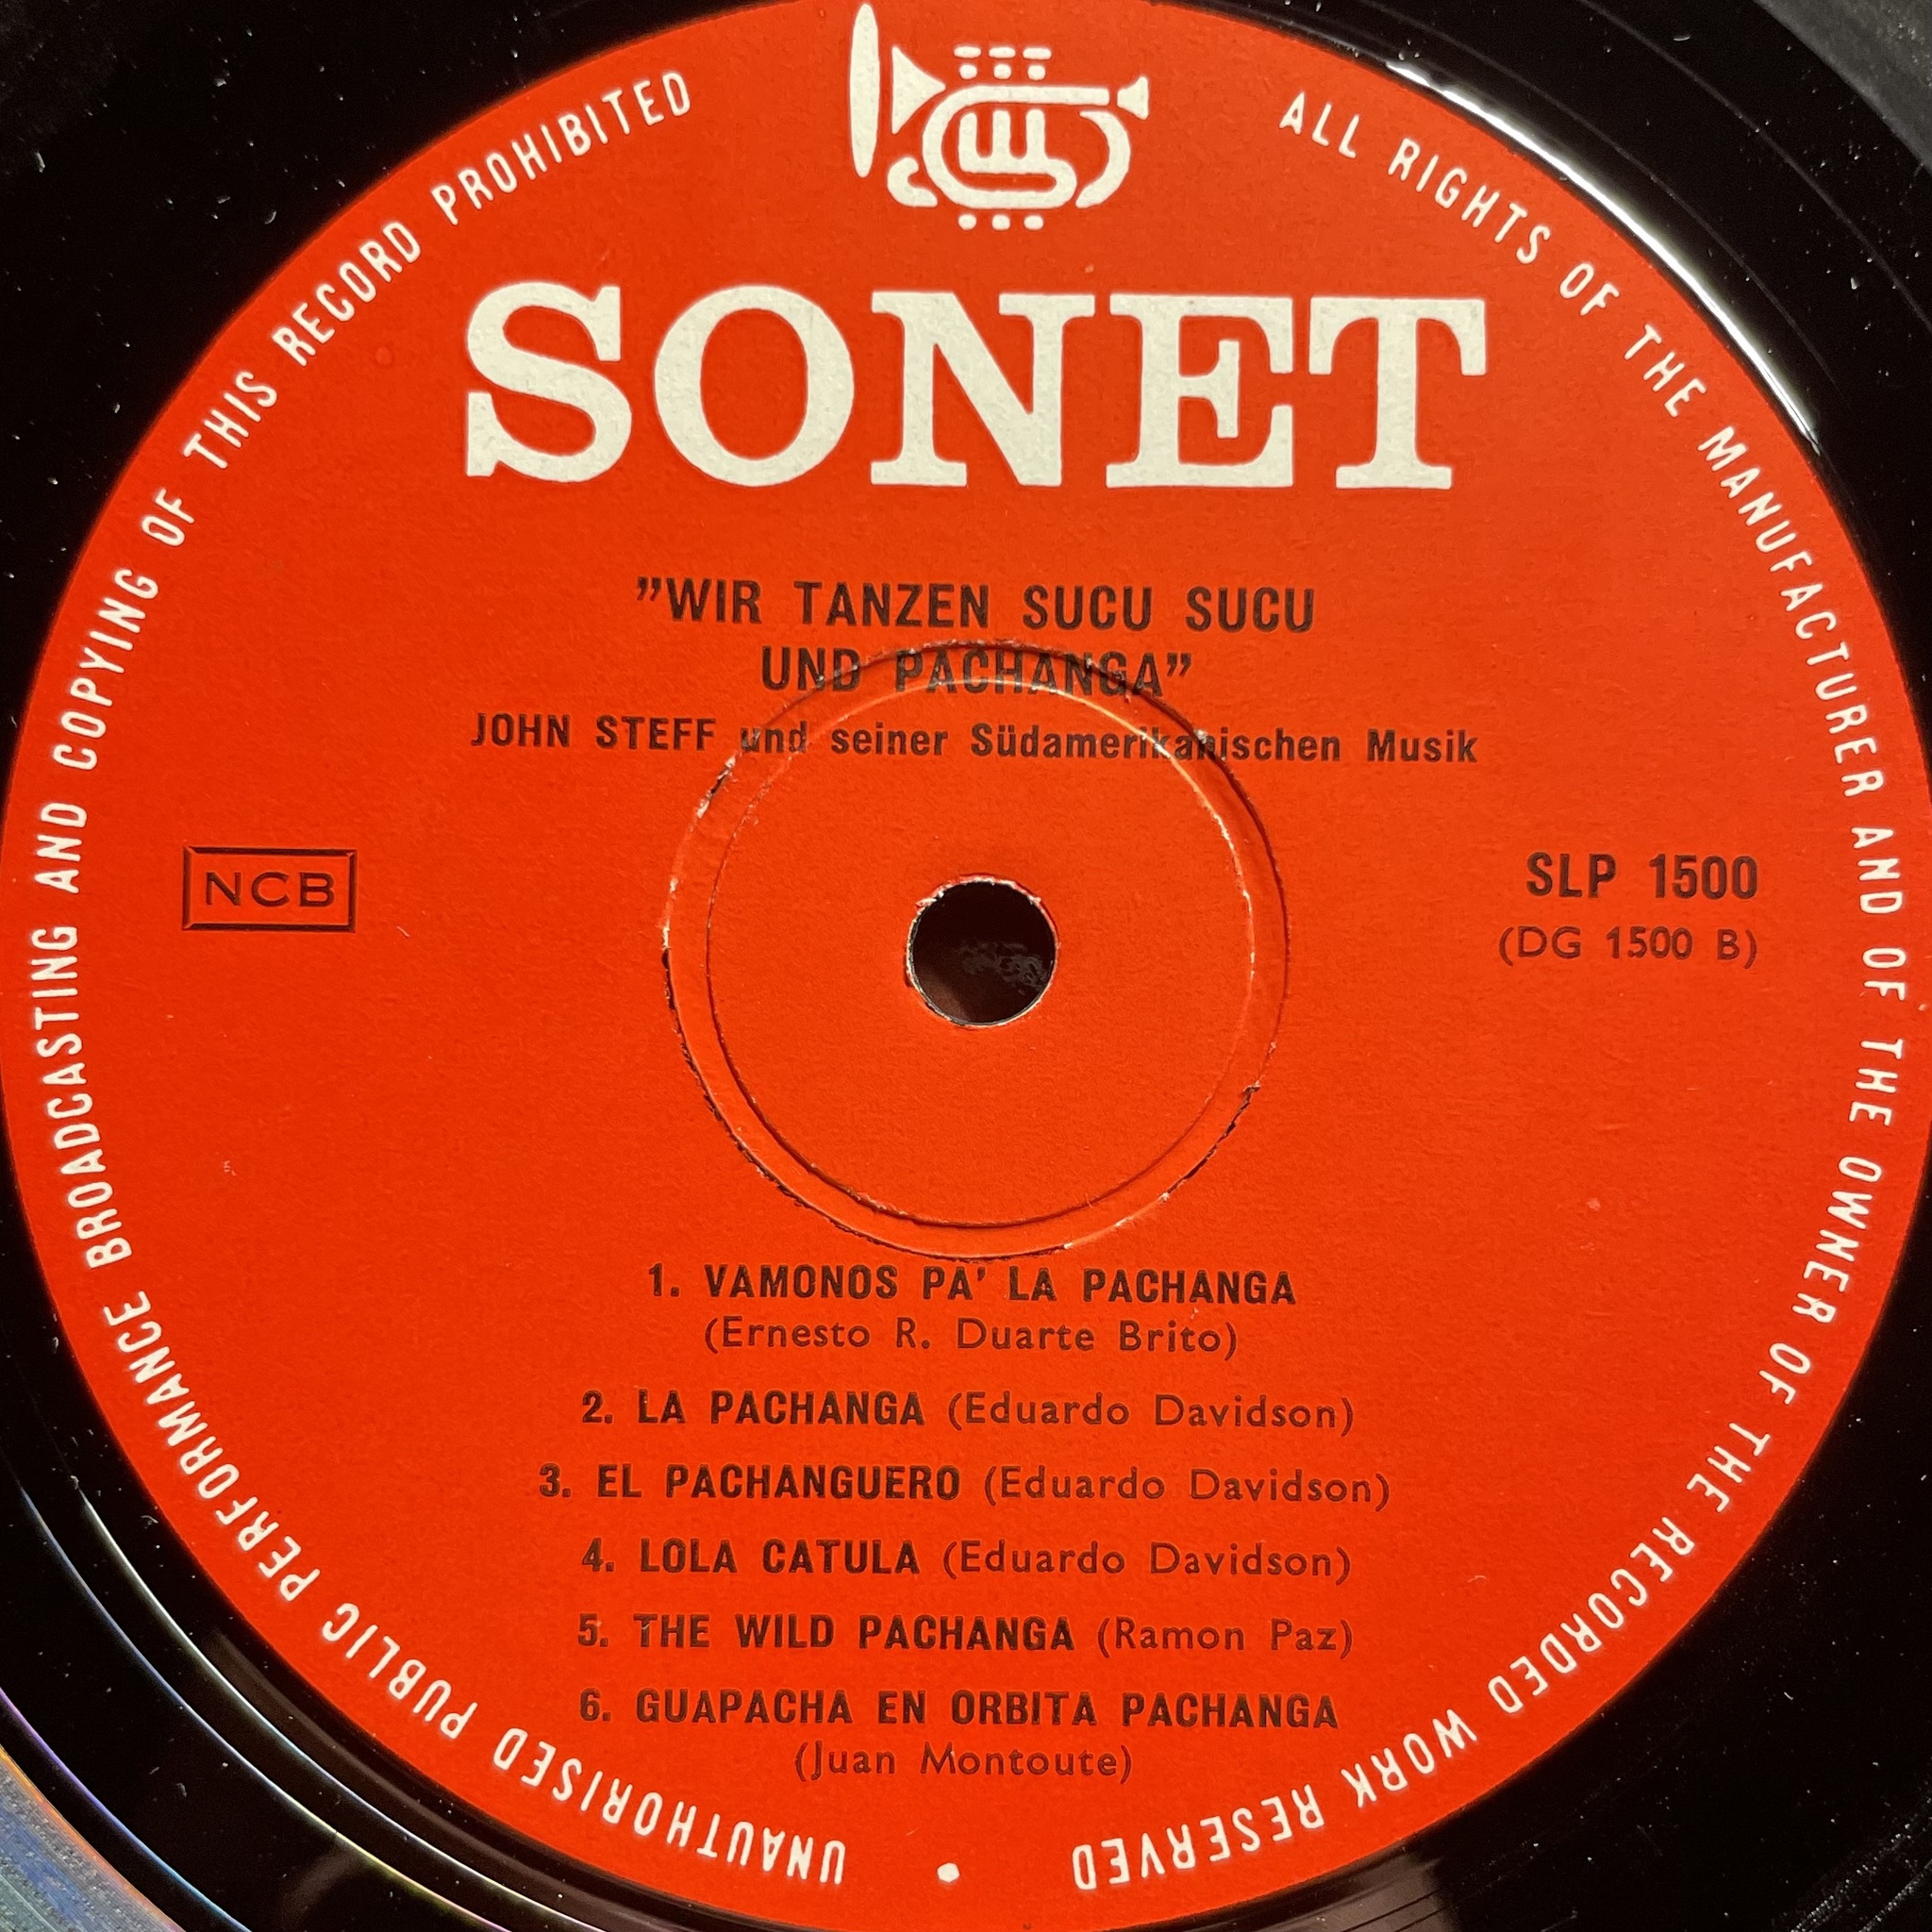 ALL RIGHTS OF THE MANUFACTURER AND OF THE OWNER OF THE RECORDED WORK RESERVED
UNAUTHORISED PUBLIC PERFORMANCE BROADCASTING AND COPYING OF THIS RECORD PROHIBITED
SONET
”WIR TANZEN SUCU SUCU
UND PACHANGA”
JOHN STEFF und seiner Südamerikanischen Musik
NCB
SLP 1500
(DG 1500 B)
1. VAMONOS PA’ LA PACHANGA
(Ernesto R. Duarte Brito)
2. LA PACHANGA (Eduardo Davidson)
3. EL PACHANGUERO (Eduardo Davidson)
4. LOLA CATULA (Eduardo Davidson)
5. THE WILD PACHANGA (Ramon Paz)
6. GUAPACHA EN ORBITA PACHANGA
(Juan Montoute)